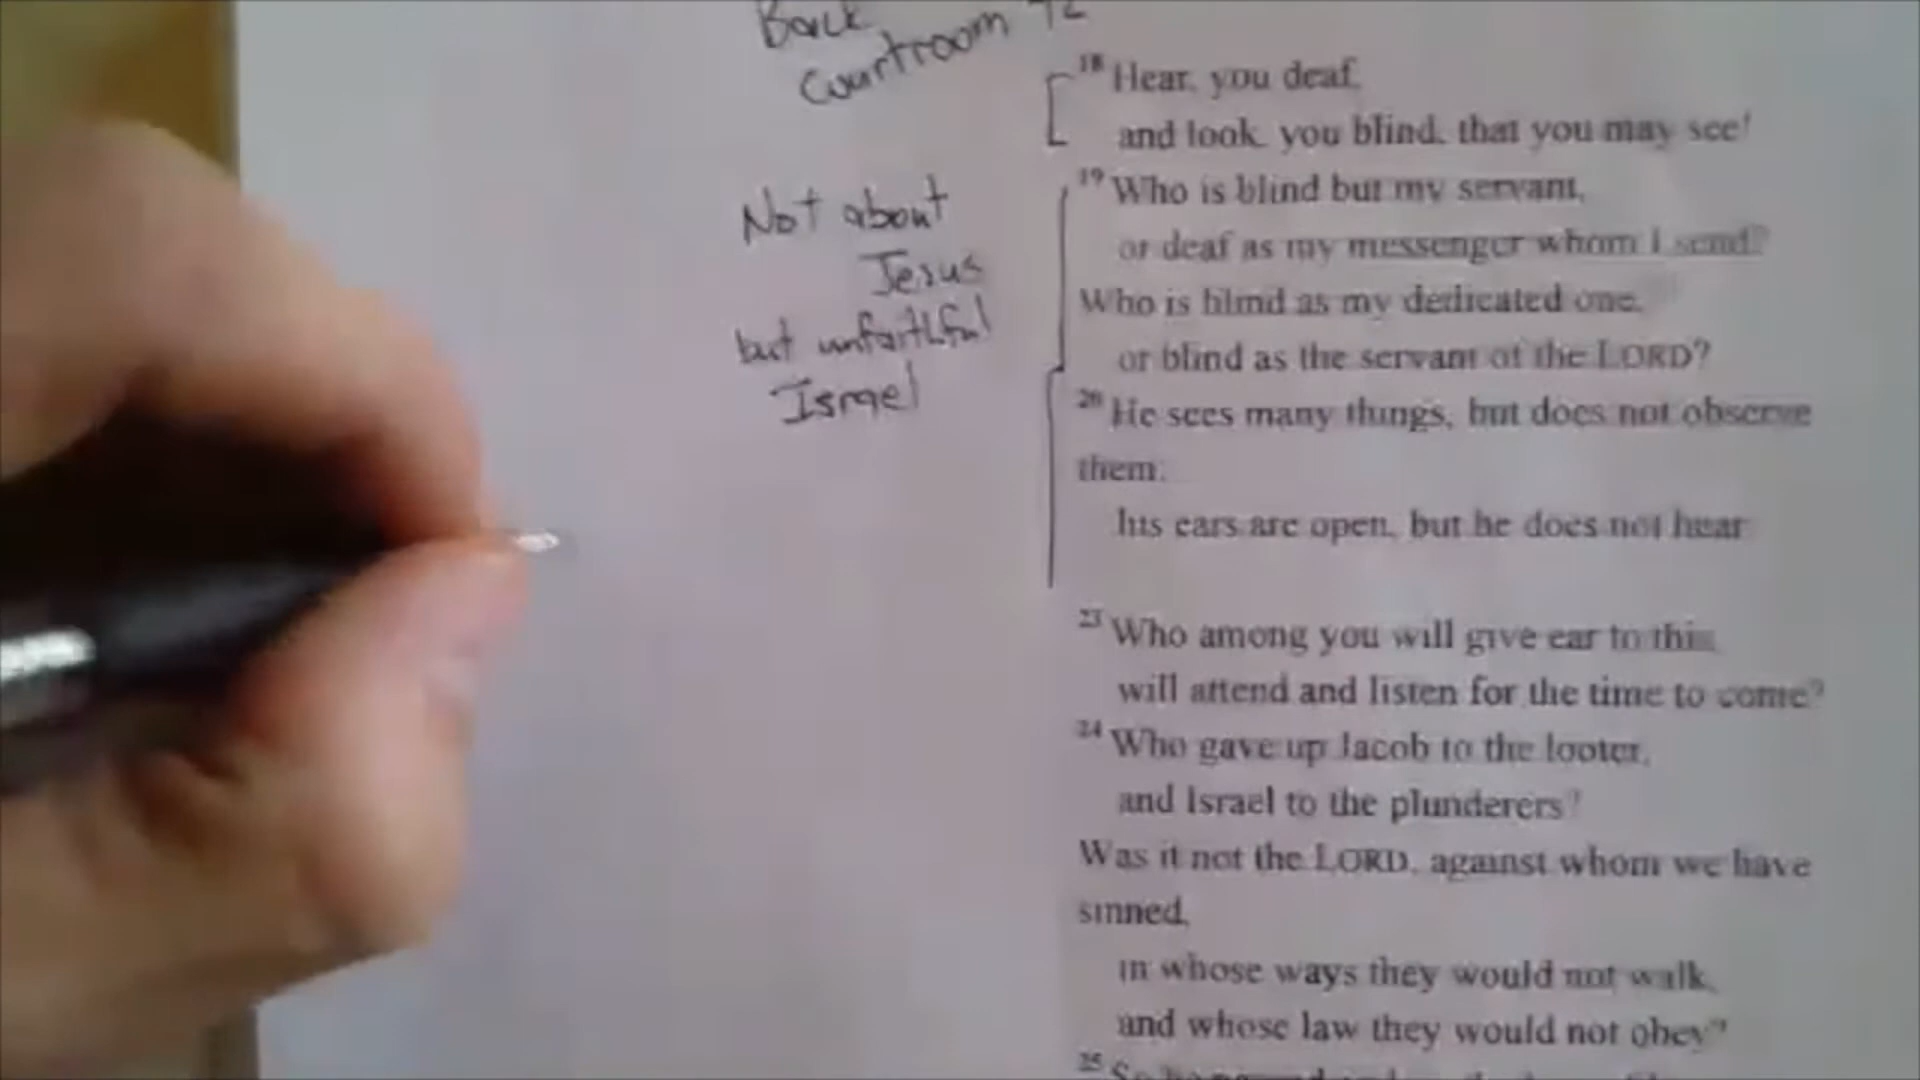 Back
Courtroom 42
Not about
Jesus
but unfaithful
Israel
18 Hear, you deaf,
and look, you blind, that you may see!
19 Who is blind but my servant,
or deaf as my messenger whom I send?
Who is blind as my dedicated one,
or blind as the servant of the LORD?
20 He sees many things, but does not observe
them;
his ears are open, but he does not hear
23 Who among you will give ear to this,
will attend and listen for the time to come?
24 Who gave up Jacob to the looter,
and Israel to the plunderers?
Was it not the LORD, against whom we have
sinned,
in whose ways they would not walk,
and whose law they would not obey?
25 So